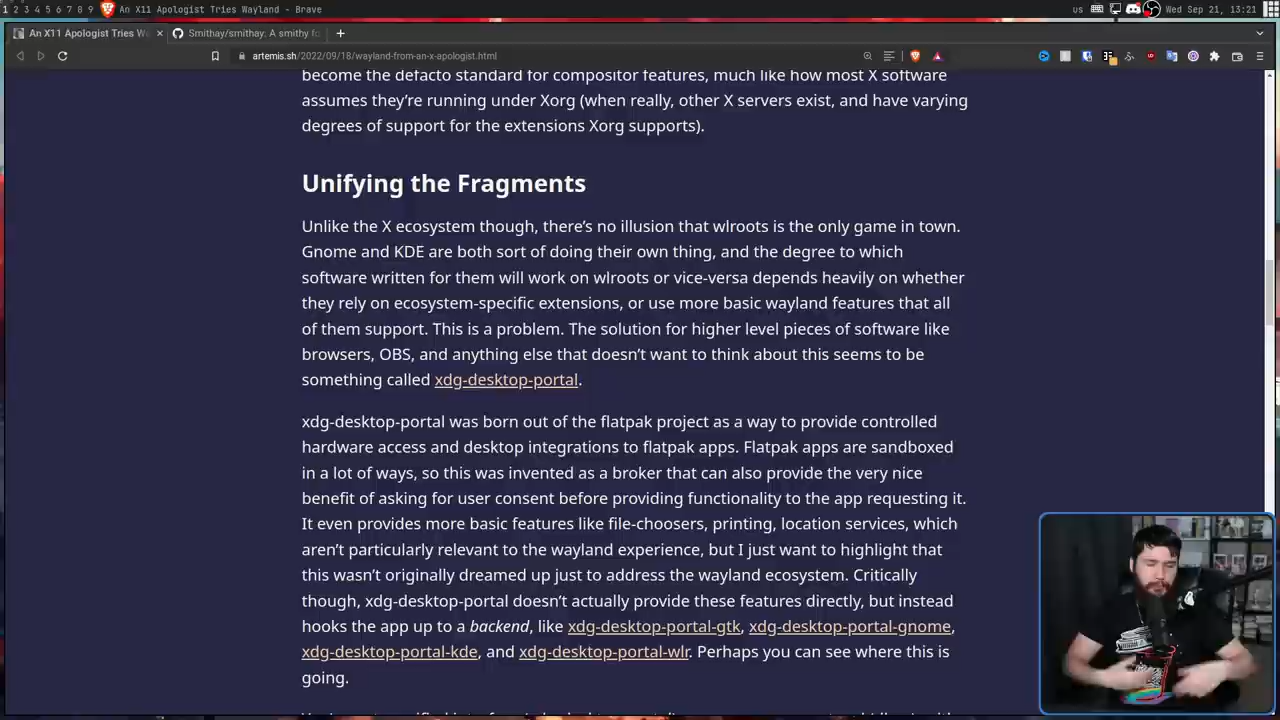 1 2 3 4 5 6 7 8 9 An X11 Apologist Tries Wayland - Brave us Wed Sep 21, 13:21
An X11 Apologist Tries Wa × Smithay/smithay: A smithy fo +
artemis.sh/2022/09/18/wayland-from-an-x-apologist.html
become the defacto standard for compositor features, much like how most X software
assumes they're running under Xorg (when really, other X servers exist, and have varying
degrees of support for the extensions Xorg supports).
Unifying the Fragments
Unlike the X ecosystem though, there's no illusion that wlroots is the only game in town.
Gnome and KDE are both sort of doing their own thing, and the degree to which
software written for them will work on wlroots or vice-versa depends heavily on whether
they rely on ecosystem-specific extensions, or use more basic wayland features that all
of them support. This is a problem. The solution for higher level pieces of software like
browsers, OBS, and anything else that doesn't want to think about this seems to be
something called xdg-desktop-portal.
xdg-desktop-portal was born out of the flatpak project as a way to provide controlled
hardware access and desktop integrations to flatpak apps. Flatpak apps are sandboxed
in a lot of ways, so this was invented as a broker that can also provide the very nice
benefit of asking for user consent before providing functionality to the app requesting it.
It even provides more basic features like file-choosers, printing, location services, which
aren't particularly relevant to the wayland experience, but I just want to highlight that
this wasn't originally dreamed up just to address the wayland ecosystem. Critically
though, xdg-desktop-portal doesn't actually provide these features directly, but instead
hooks the app up to a backend, like xdg-desktop-portal-gtk, xdg-desktop-portal-gnome,
xdg-desktop-portal-kde, and xdg-desktop-portal-wlr. Perhaps you can see where this is
going.